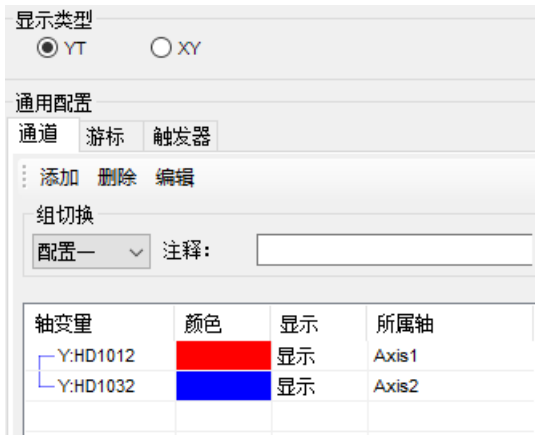 显示类型
YT XY
通用配置
通道 游标 触发器
添加 删除 编辑
组切换
配置一 注释：
轴变量 颜色 显示 所属轴
Y:HD1012 显示 Axis1
Y:HD1032 显示 Axis2